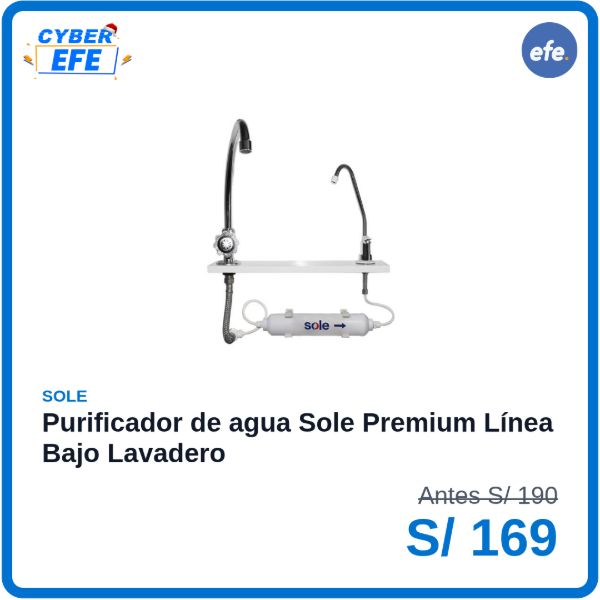 CYBER
EFE
efe.
sole
SOLE
Purificador de agua Sole Premium Línea
Bajo Lavadero
Antes S/ 190
S/ 169